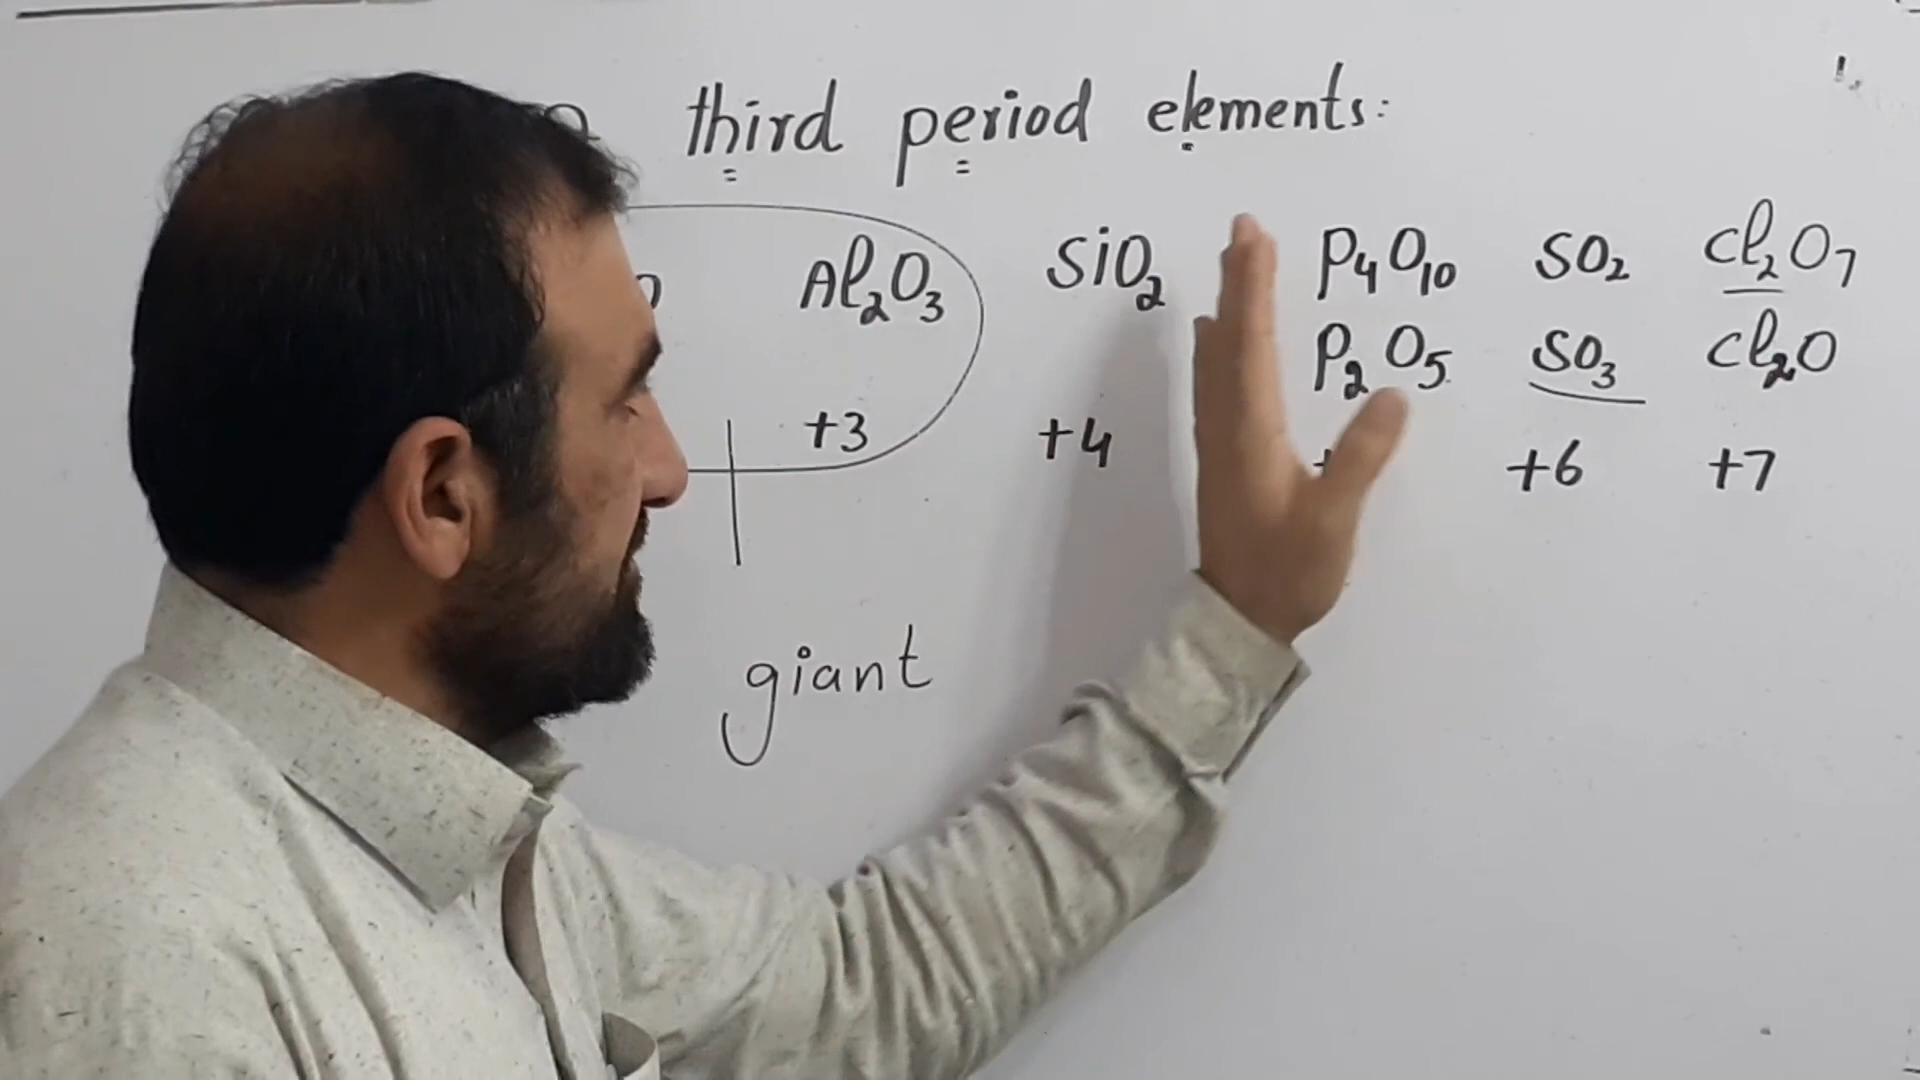 third period elements:
Al₂O₃ SiO₂ P₄O₁₀ SO₂ Cl₂O₇
P₂O₅ SO₃ Cl₂O
+3 +4 +6 +7
giant